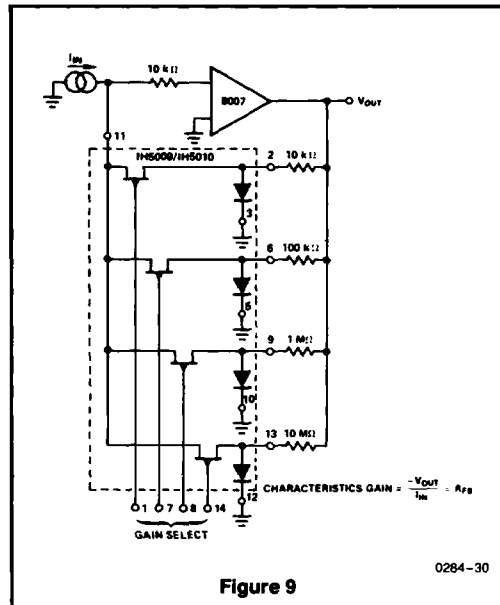 IIN
10 kΩ
8007
VOUT
11
IH5009/IH5010
2 10 kΩ
3
6 100 kΩ
5
9 1 MΩ
10
13 10 MΩ
12
CHARACTERISTICS GAIN = -VOUT / IIN = RFB
1 7 8 14
GAIN SELECT
0284-30
Figure 9